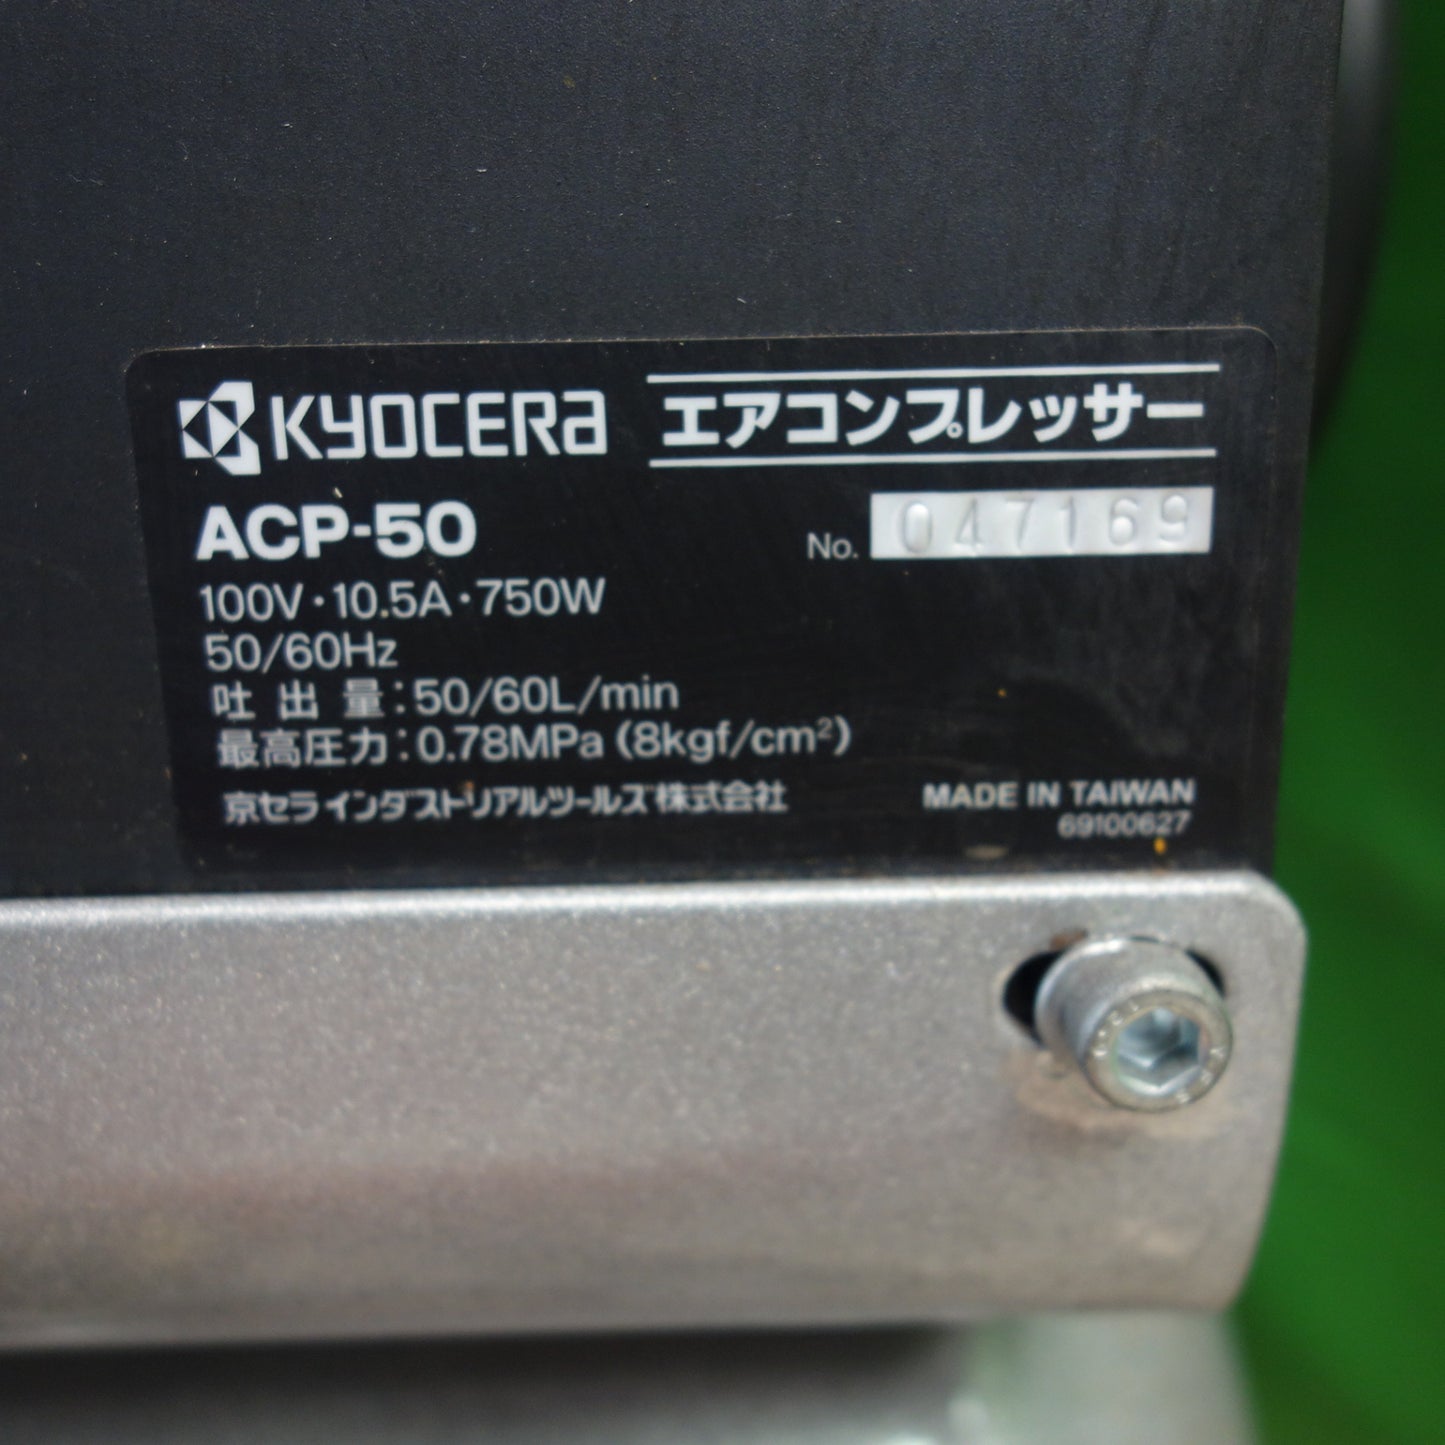 KYOCERA エアコンプレッサー
ACP-50 No. 047169
100V・10.5A・750W
50/60Hz
吐出量:50/60L/min
最高圧力:0.78MPa (8kgf/cm²)
京セラインダストリアルツールズ株式会社 MADE IN TAIWAN
69100627